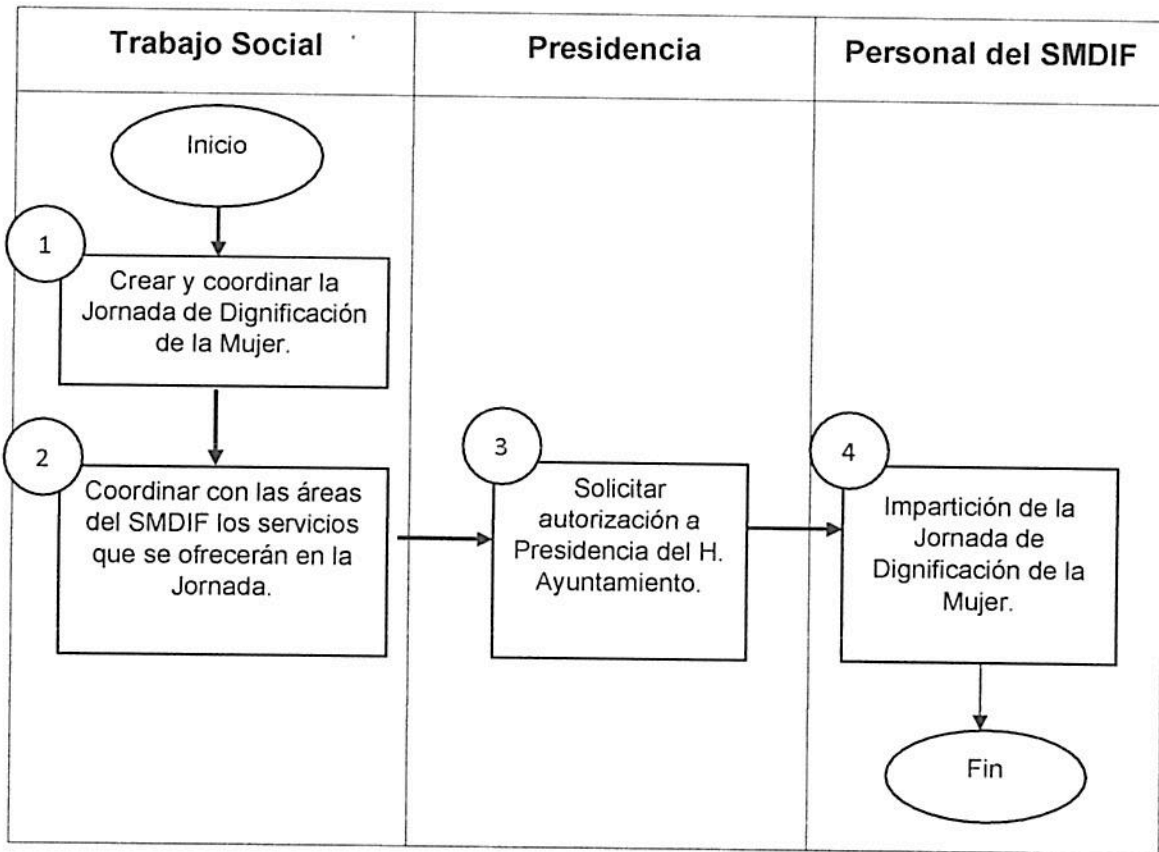 Trabajo Social
Presidencia
Personal del SMDIF
Inicio
1
Crear y coordinar la
Jornada de Dignificación
de la Mujer.
2
Coordinar con las áreas
del SMDIF los servicios
que se ofrecerán en la
Jornada.
3
Solicitar
autorización a
Presidencia del H.
Ayuntamiento.
4
Impartición de la
Jornada de
Dignificación de la
Mujer.
Fin